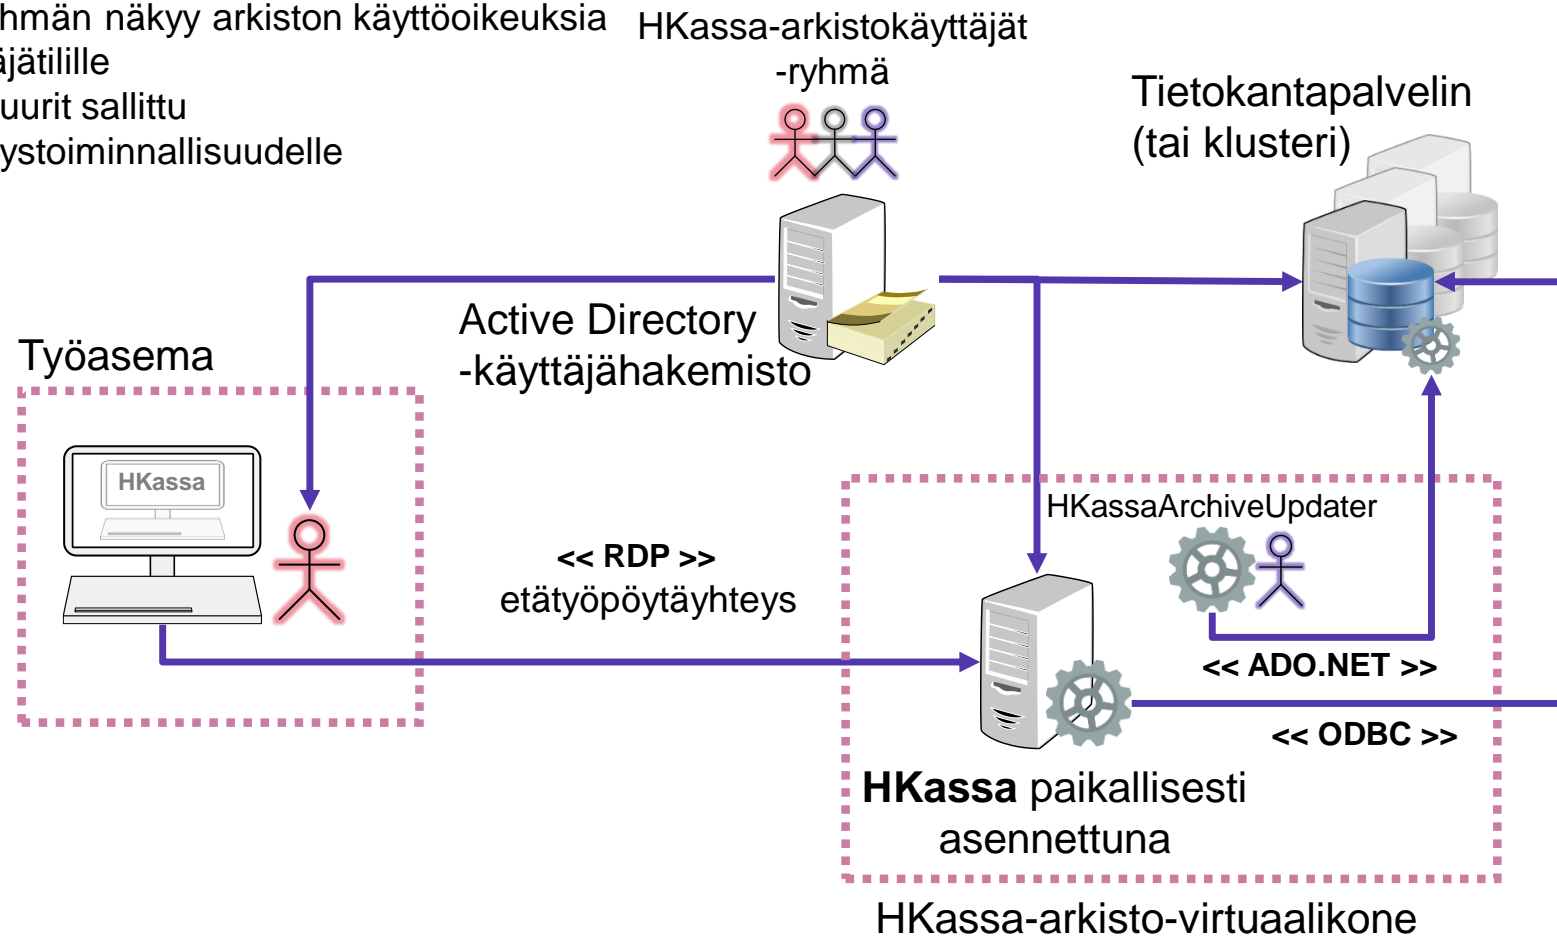 hmän näkyy arkiston käyttöoikeuksia
äjätilille
uurit sallittu
ystoiminnallisuudelle
HKassa-arkistokäyttäjät
-ryhmä
Tietokantapalvelin
(tai klusteri)
Active Directory
-käyttäjähakemisto
Työasema
HKassa
<< RDP >>
etätyöpöytäyhteys
HKassaArchiveUpdater
<< ADO.NET >>
<< ODBC >>
HKassa paikallisesti
asennettuna
HKassa-arkisto-virtuaalikone